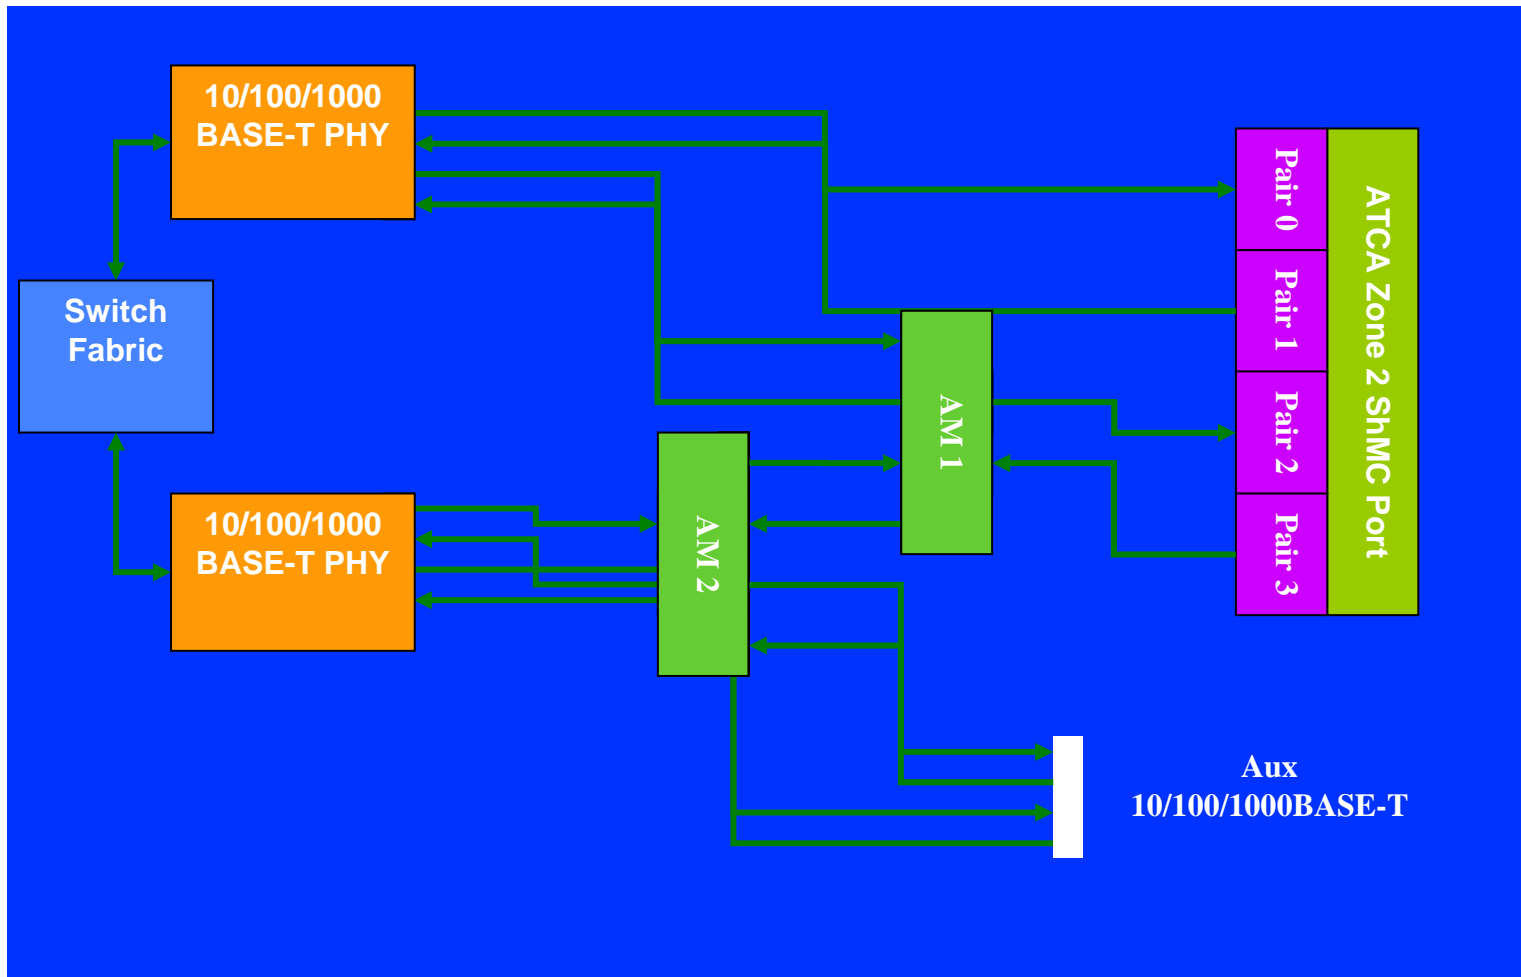 10/100/1000
BASE-T PHY
Switch
Fabric
10/100/1000
BASE-T PHY
AM 2
AM 1
Pair 0
Pair 1
Pair 2
Pair 3
ATCA Zone 2 ShMC Port
Aux
10/100/1000BASE-T